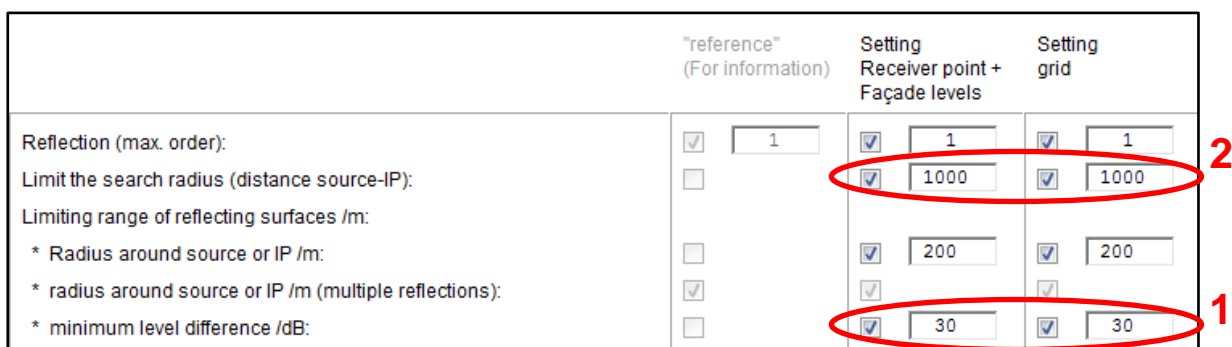 "reference" Setting Setting
(For information) Receiver point + grid
Façade levels
Reflection (max. order): 1 1 1
2
Limit the search radius (distance source-IP): 1000 1000
Limiting range of reflecting surfaces /m:
* Radius around source or IP /m: 200 200
* radius around source or IP /m (multiple reflections):
* minimum level difference /dB: 30 30
1